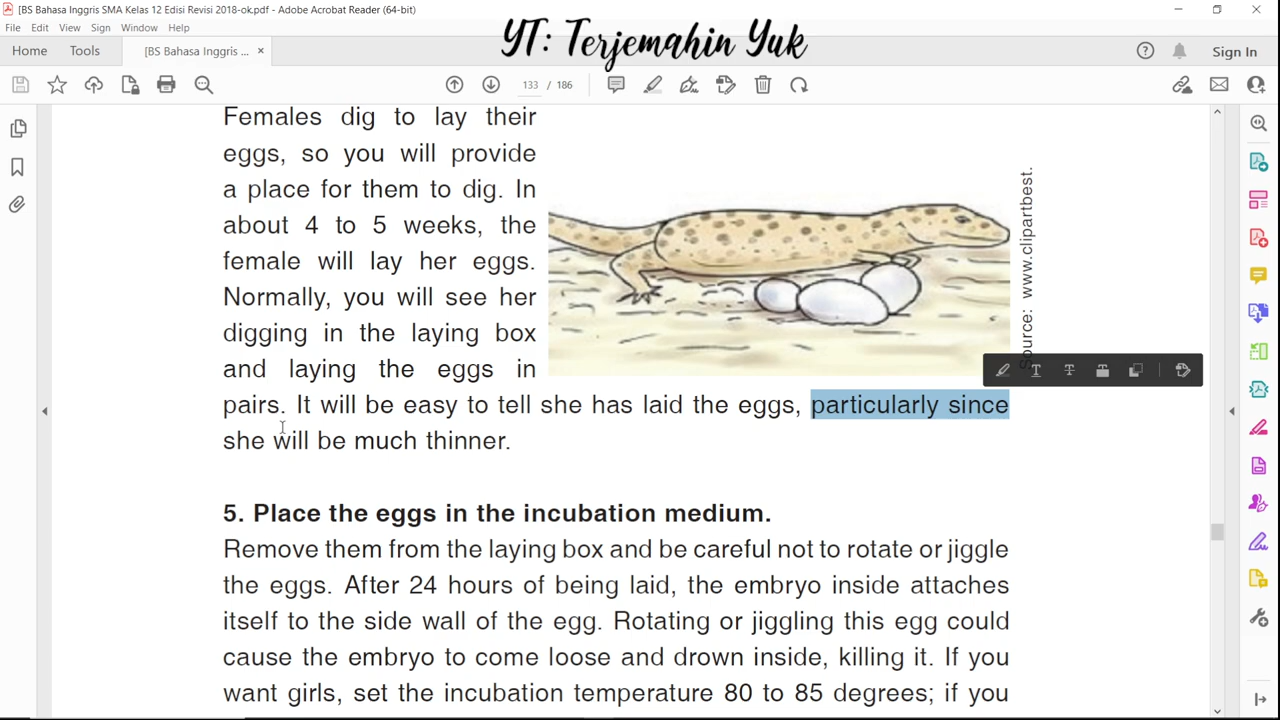 [BS Bahasa Inggris SMA Kelas 12 Edisi Revisi 2018-ok.pdf - Adobe Acrobat Reader (64-bit)
YT: Terjemahin Yuk
File Edit View Sign Window Help
Home Tools [BS Bahasa Inggris ... × Sign In
133 / 186
Females dig to lay their
eggs, so you will provide
a place for them to dig. In
about 4 to 5 weeks, the
female will lay her eggs.
Normally, you will see her
digging in the laying box
and laying the eggs in
pairs. It will be easy to tell she has laid the eggs, particularly since
she will be much thinner.
Source: www.clipartbest.
5. Place the eggs in the incubation medium.
Remove them from the laying box and be careful not to rotate or jiggle
the eggs. After 24 hours of being laid, the embryo inside attaches
itself to the side wall of the egg. Rotating or jiggling this egg could
cause the embryo to come loose and drown inside, killing it. If you
want girls, set the incubation temperature 80 to 85 degrees; if you